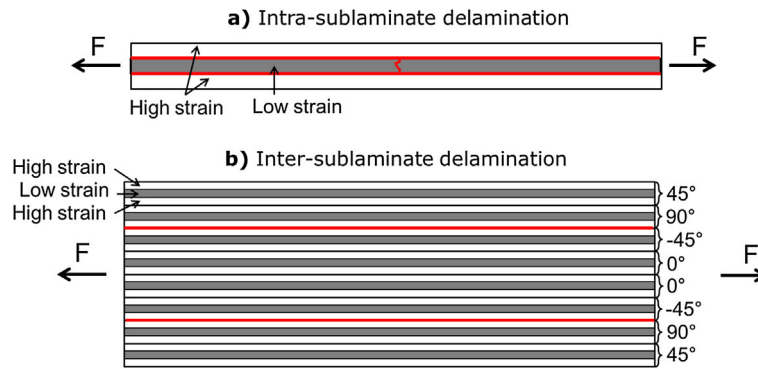 a) Intra-sublaminate delamination
F
F
High strain
Low strain
b) Inter-sublaminate delamination
High strain
Low strain
High strain
45°
90°
-45°
0°
0°
-45°
90°
45°
F
F